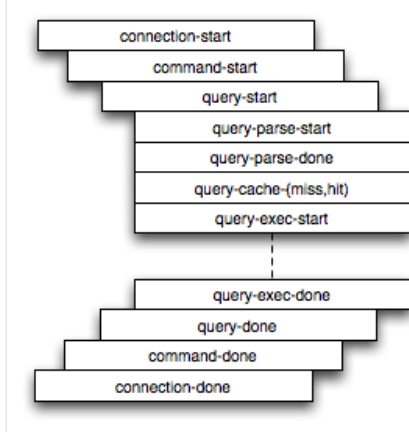 connection-start
command-start
query-start
query-parse-start
query-parse-done
query-cache-(miss,hit)
query-exec-start
query-exec-done
query-done
command-done
connection-done